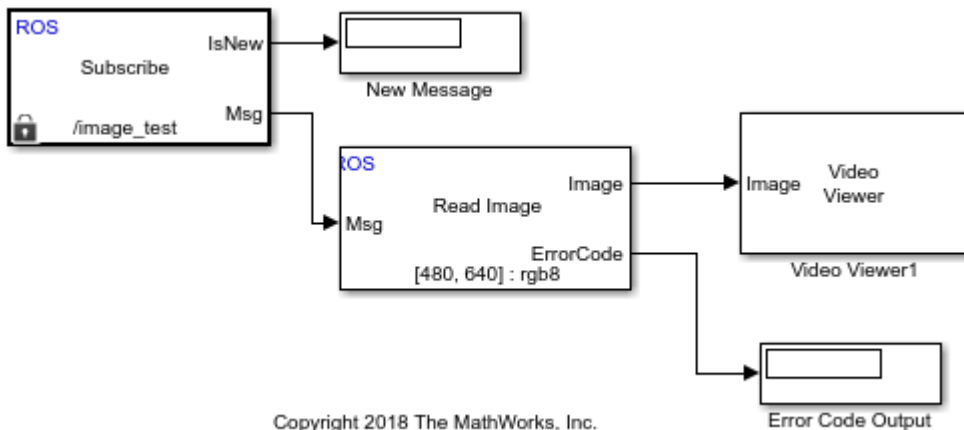 ROS
IsNew
Subscribe
Msg
/image_test
New Message
ROS
Image
Read Image
Msg
ErrorCode
[480, 640] : rgb8
Image
Video
Viewer
Video Viewer1
Error Code Output
Copyright 2018 The MathWorks, Inc.